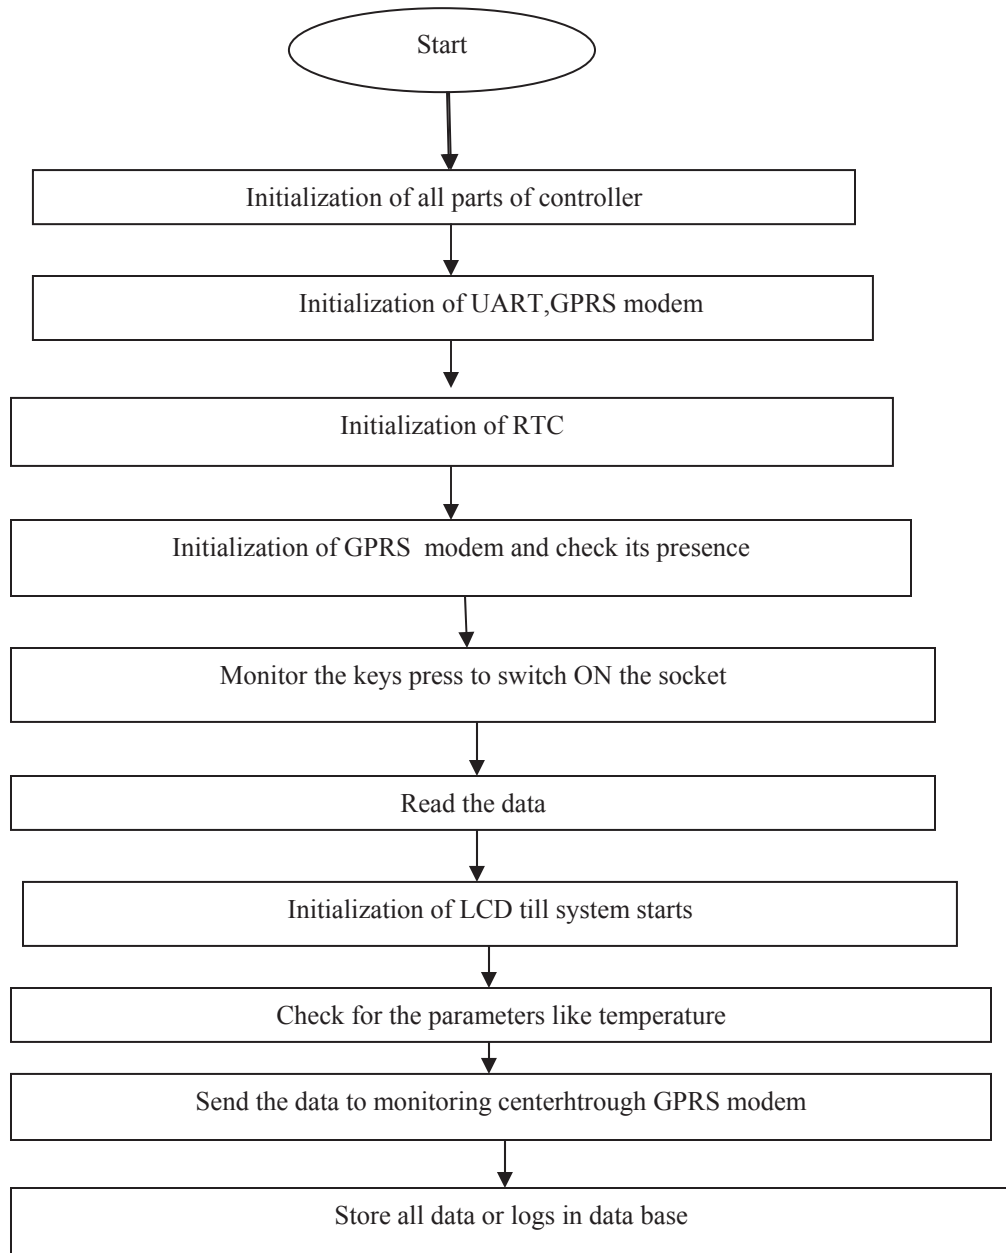 Start
Initialization of all parts of controller
Initialization of UART,GPRS modem
Initialization of RTC
Initialization of GPRS  modem and check its presence
Monitor the keys press to switch ON the socket
Read the data
Initialization of LCD till system starts
Check for the parameters like temperature
Send the data to monitoring centerhtrough GPRS modem
Store all data or logs in data base